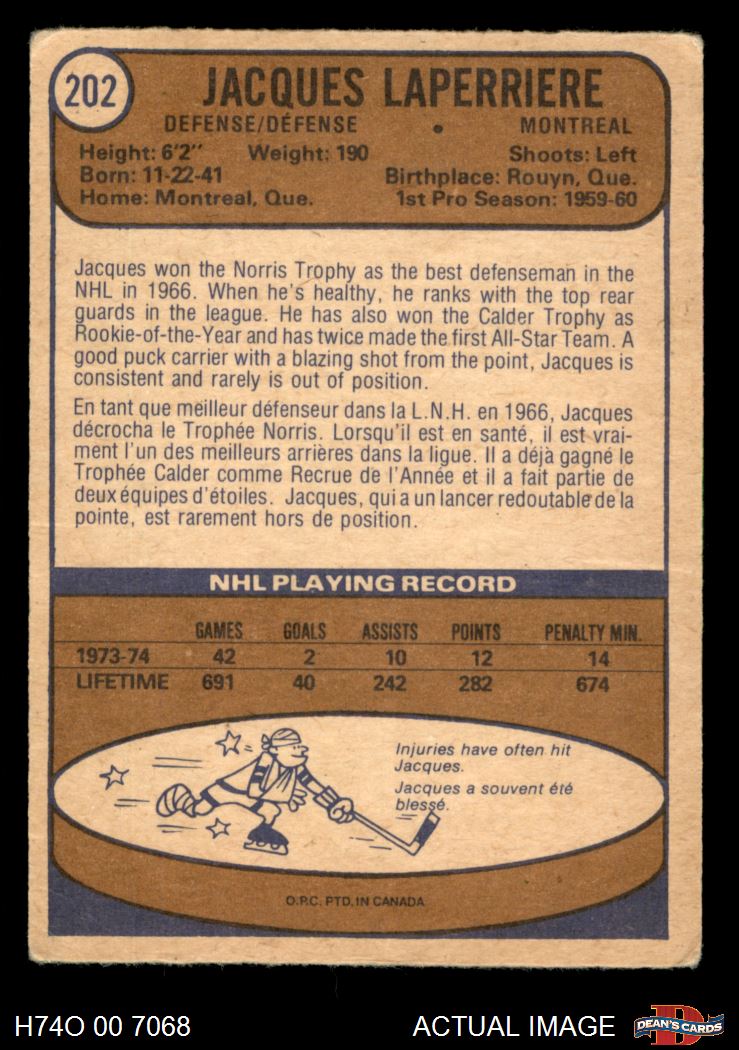 202
JACQUES LAPERRIERE
DEFENSE/DÉFENSE • MONTREAL
Height: 6'2" Weight: 190 Shoots: Left
Born: 11-22-41 Birthplace: Rouyn, Que.
Home: Montreal, Que. 1st Pro Season: 1959-60
Jacques won the Norris Trophy as the best defenseman in the
NHL in 1966. When he's healthy, he ranks with the top rear
guards in the league. He has also won the Calder Trophy as
Rookie-of-the-Year and has twice made the first All-Star Team. A
good puck carrier with a blazing shot from the point, Jacques is
consistent and rarely is out of position.
En tant que meilleur défenseur dans la L.N.H. en 1966, Jacques
décrocha le Trophée Norris. Lorsqu'il est en santé, il est vrai-
ment l'un des meilleurs arrières dans la ligue. Il a déjà gagné le
Trophée Calder comme Recrue de l'Année et il a fait partie de
deux équipes d'étoiles. Jacques, qui a un lancer redoutable de la
pointe, est rarement hors de position.
NHL PLAYING RECORD
GAMES GOALS ASSISTS POINTS PENALTY MIN.
1973-74 42 2 10 12 14
LIFETIME 691 40 242 282 674
Injuries have often hit
Jacques.
Jacques a souvent été
blessé.
O.P.C. PTD. IN CANADA
H74O 00 7068 ACTUAL IMAGE DEAN'S CARDS